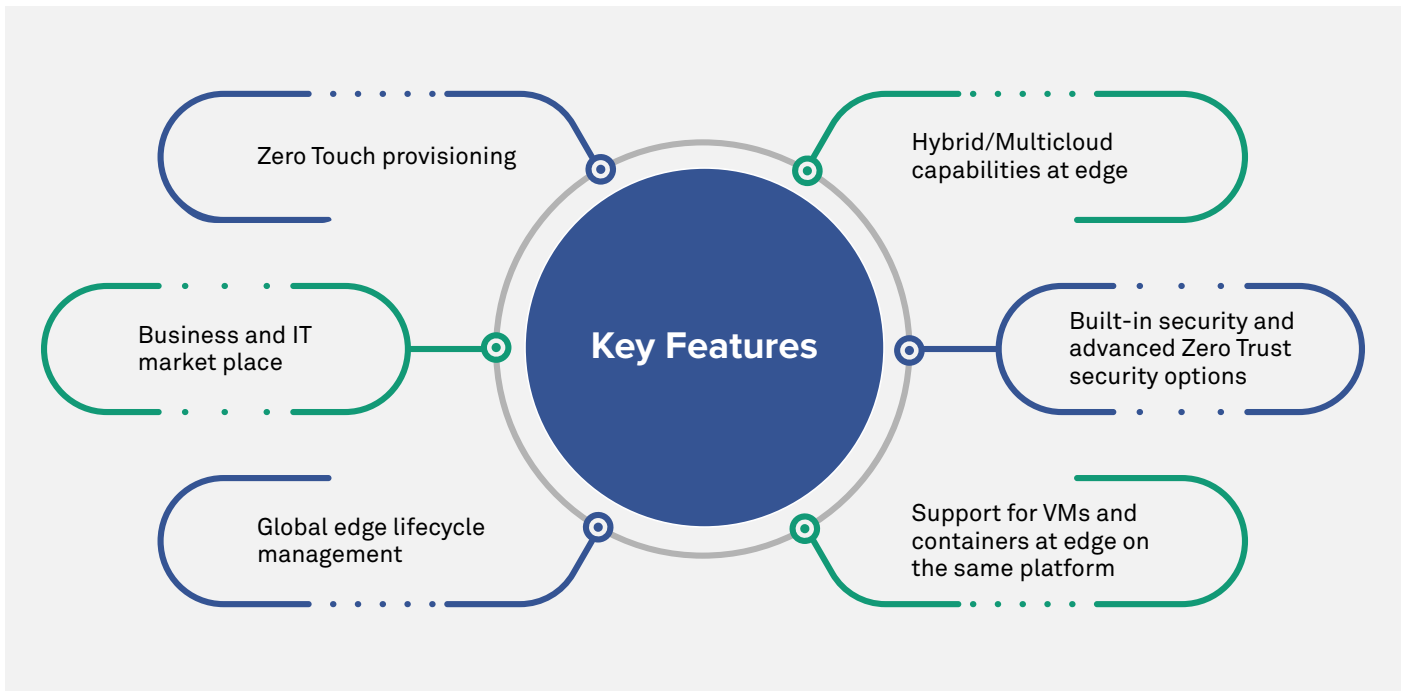 Zero Touch provisioning
Business and IT
market place
Global edge lifecycle
management
Key Features
Hybrid/Multicloud
capabilities at edge
Built-in security and
advanced Zero Trust
security options
Support for VMs and
containers at edge on
the same platform